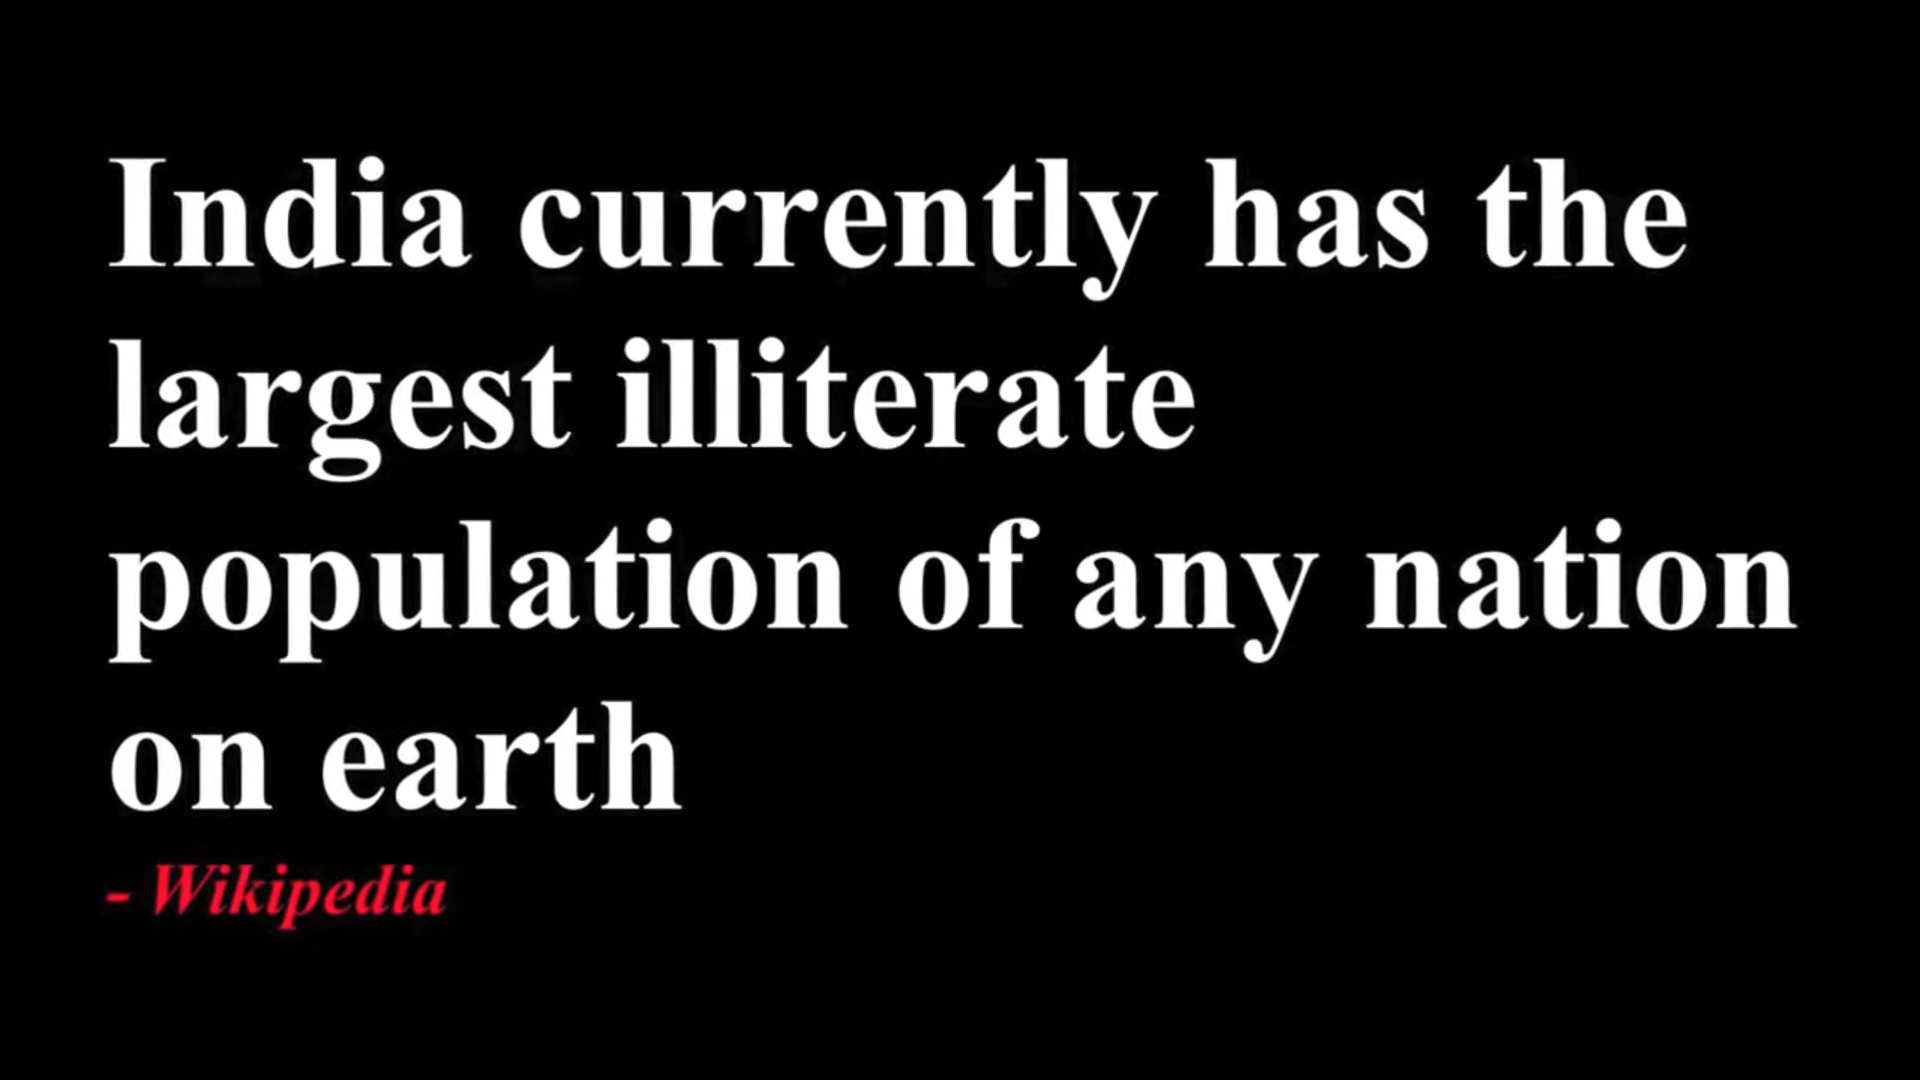 India currently has the
largest illiterate
population of any nation
on earth
- Wikipedia